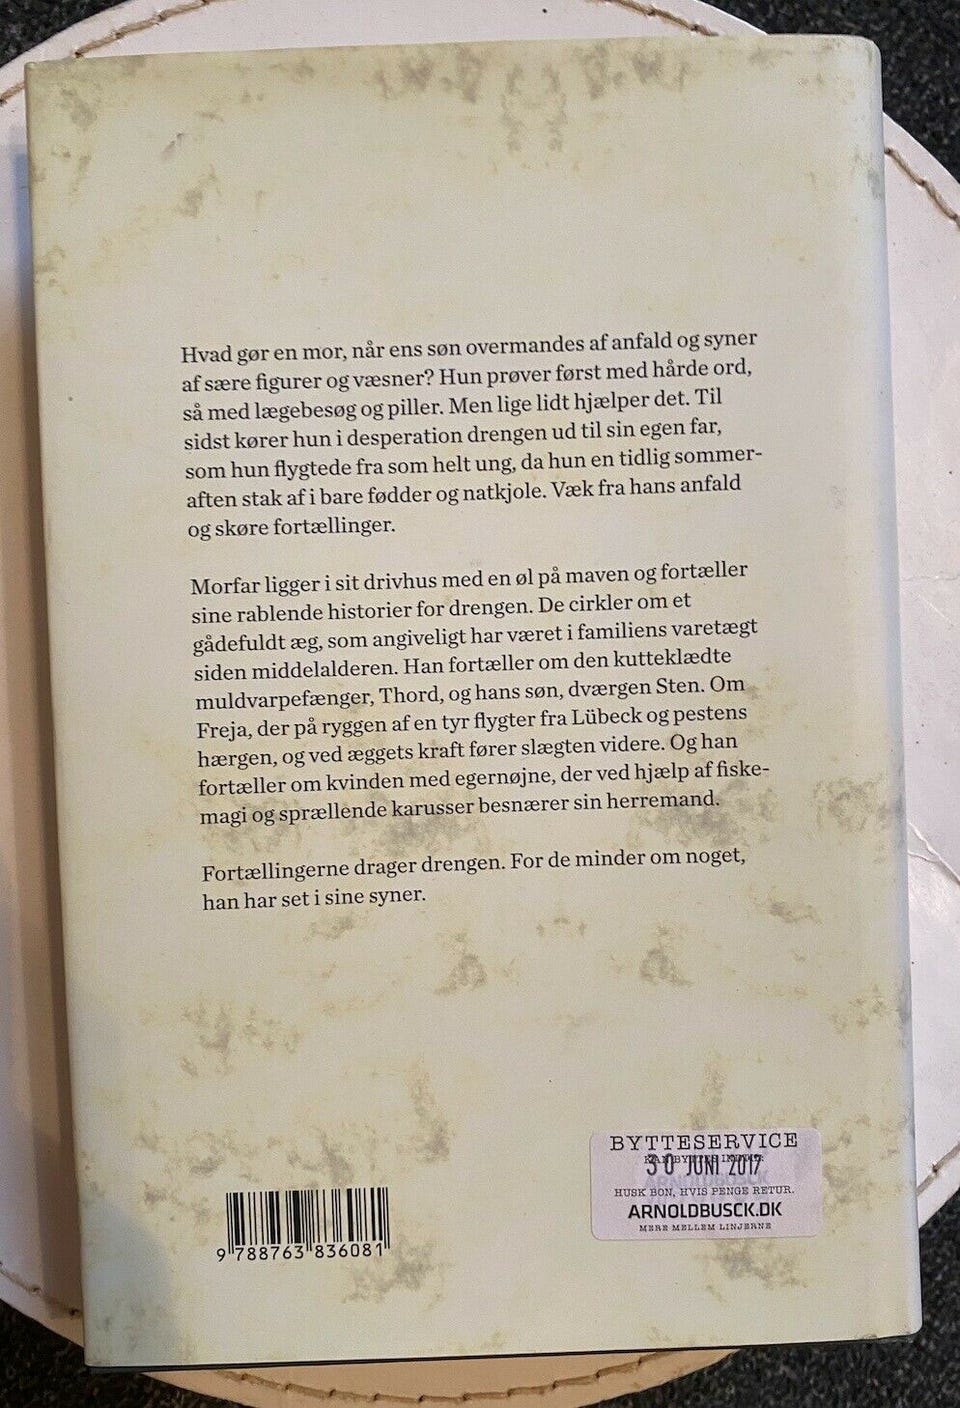 Hvad gør en mor, når ens søn overmandes af anfald og syner
af sære figurer og væsner? Hun prøver først med hårde ord,
så med lægebesøg og piller. Men lige lidt hjælper det. Til
sidst kører hun i desperation drengen ud til sin egen far,
som hun flygtede fra som helt ung, da hun en tidlig sommer-
aften stak af i bare fødder og natkjole. Væk fra hans anfald
og skøre fortællinger.
Morfar ligger i sit drivhus med en øl på maven og fortæller
sine rablende historier for drengen. De cirkler om et
gådefuldt æg, som angiveligt har været i familiens varetægt
siden middelalderen. Han fortæller om den kutteklædte
muldvarpefænger, Thord, og hans søn, dværgen Sten. Om
Freja, der på ryggen af en tyr flygter fra Lübeck og pestens
hærgen, og ved æggets kraft fører slægten videre. Og han
fortæller om kvinden med egernøjne, der ved hjælp af fiske-
magi og sprællende karusser besnærer sin herremand.
Fortællingerne drager drengen. For de minder om noget,
han har set i sine syner.
BYTTESERVICE
KAN BYTTES INDTIL
30 JUNI 2017
HUSK BON, HVIS PENGE RETUR.
ARNOLDBUSCK.DK
MERE MELLEM LINJERNE
9 788763 836081